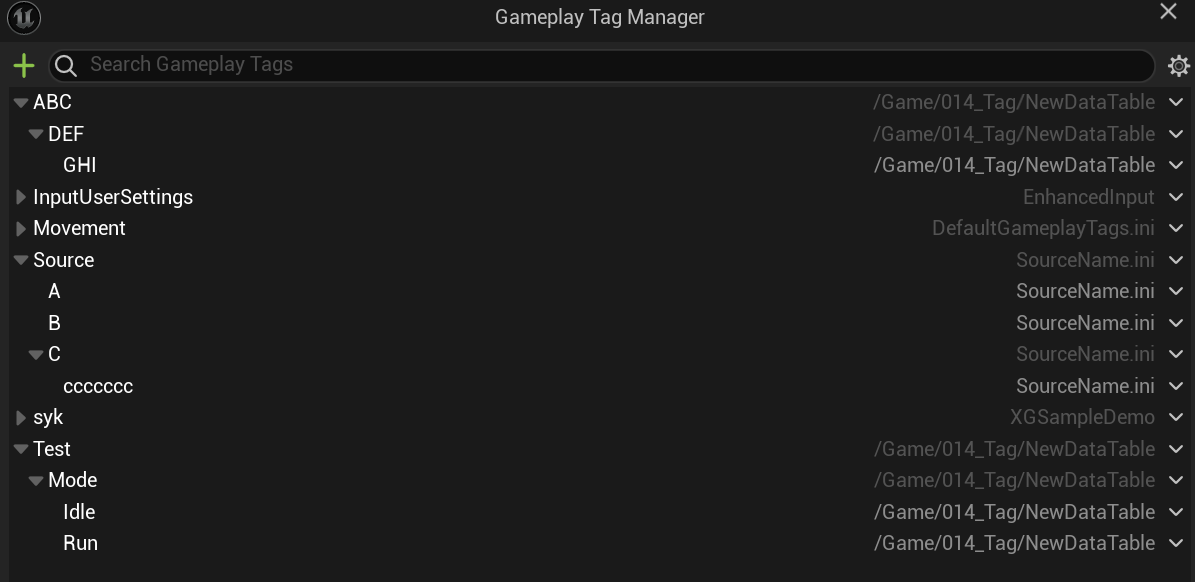 Gameplay Tag Manager
Search Gameplay Tags
ABC /Game/014_Tag/NewDataTable
DEF /Game/014_Tag/NewDataTable
GHI /Game/014_Tag/NewDataTable
InputUserSettings EnhancedInput
Movement DefaultGameplayTags.ini
Source SourceName.ini
A SourceName.ini
B SourceName.ini
C SourceName.ini
ccccccc SourceName.ini
syk XGSampleDemo
Test /Game/014_Tag/NewDataTable
Mode /Game/014_Tag/NewDataTable
Idle /Game/014_Tag/NewDataTable
Run /Game/014_Tag/NewDataTable